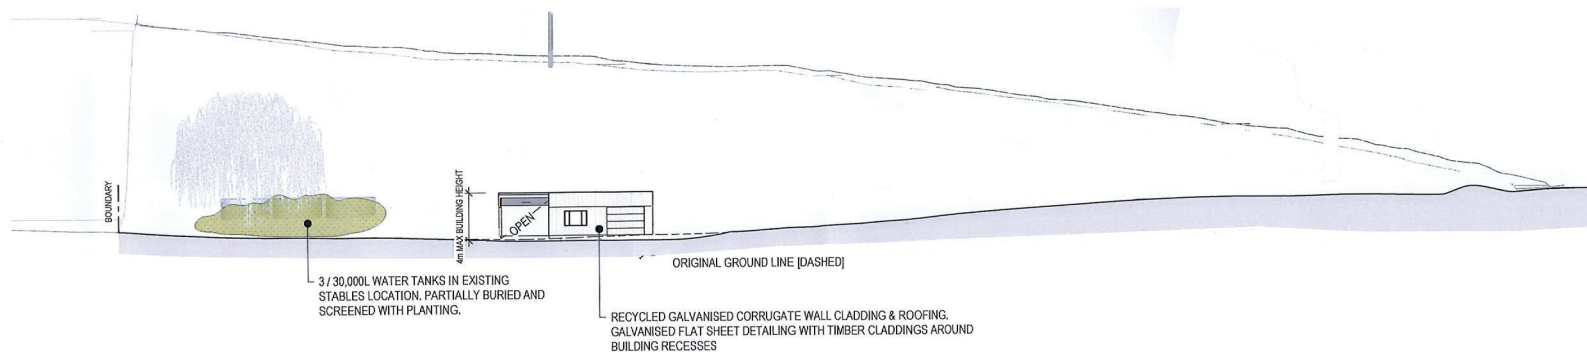 BOUNDARY
4m MAX BUILDING HEIGHT
OPEN
ORIGINAL GROUND LINE [DASHED]
3 / 30,000L WATER TANKS IN EXISTING
STABLES LOCATION. PARTIALLY BURIED AND
SCREENED WITH PLANTING.
RECYCLED GALVANISED CORRUGATE WALL CLADDING & ROOFING.
GALVANISED FLAT SHEET DETAILING WITH TIMBER CLADDINGS AROUND
BUILDING RECESSES